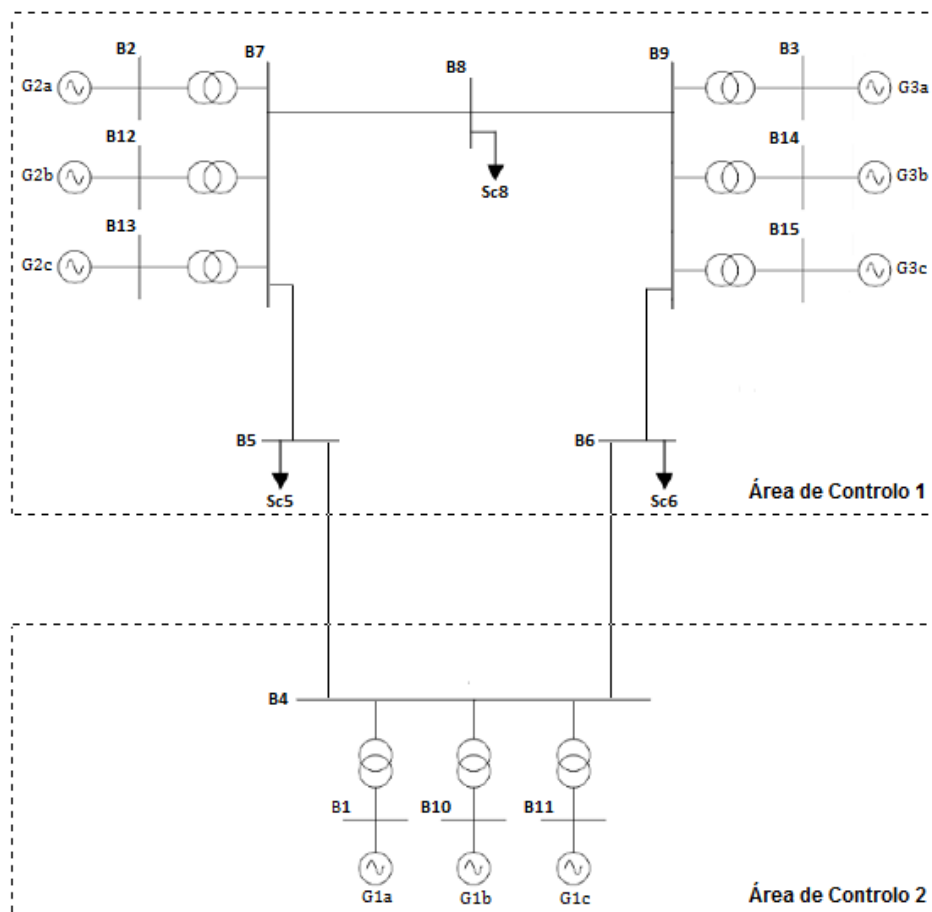 B2
B7
B8
B9
B3
G2a
G3a
B12
B14
G2b
Sc8
G3b
B13
B15
G2c
G3c
B5
B6
Sc5
Sc6
Área de Controlo 1
B4
B1
B10
B11
G1a
G1b
G1c
Área de Controlo 2